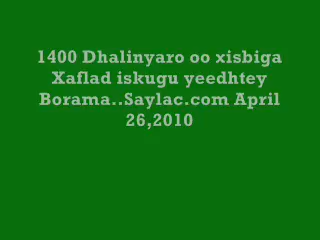 1400 Dhalinyaro oo xisbiga
Xaflad iskugu yeedhtey
Borama..Saylac.com April
26,2010